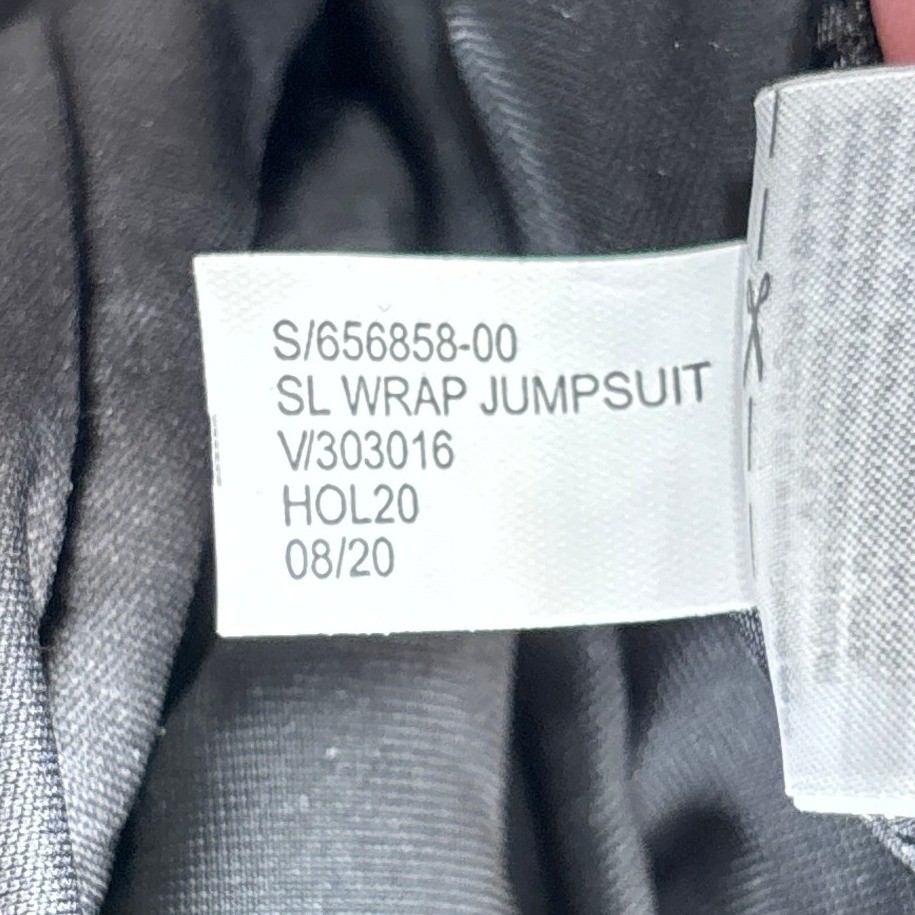 S/656858-00
SL WRAP JUMPSUIT
V/303016
HOL20
08/20